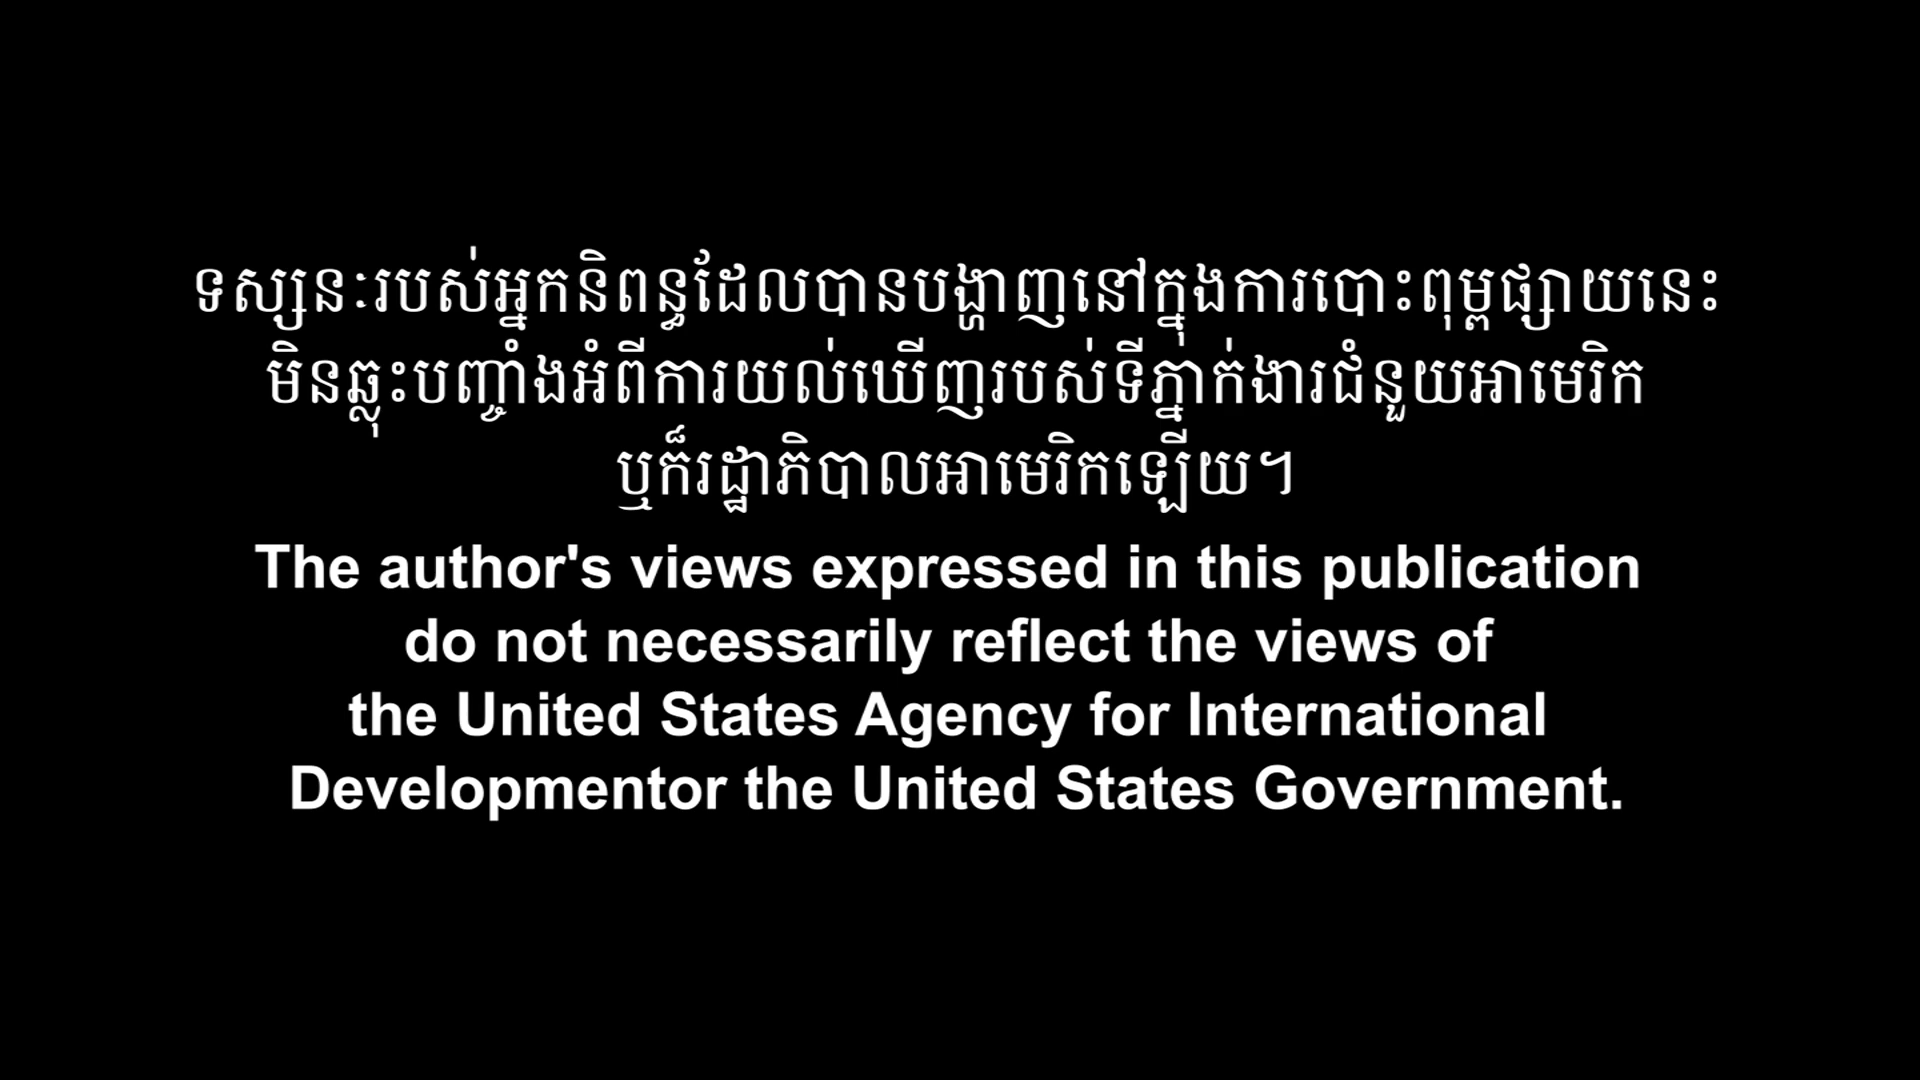 ទស្សនៈរបស់អ្នកនិពន្ធដែលបានបង្ហាញនៅក្នុងការបោះពុម្ពផ្សាយនេះ
មិនឆ្លុះបញ្ចាំងអំពីការយល់ឃើញរបស់ទីភ្នាក់ងារជំនួយអាមេរិក
ឬក៏រដ្ឋាភិបាលអាមេរិកឡើយ។
The author's views expressed in this publication
do not necessarily reflect the views of
the United States Agency for International
Developmentor the United States Government.